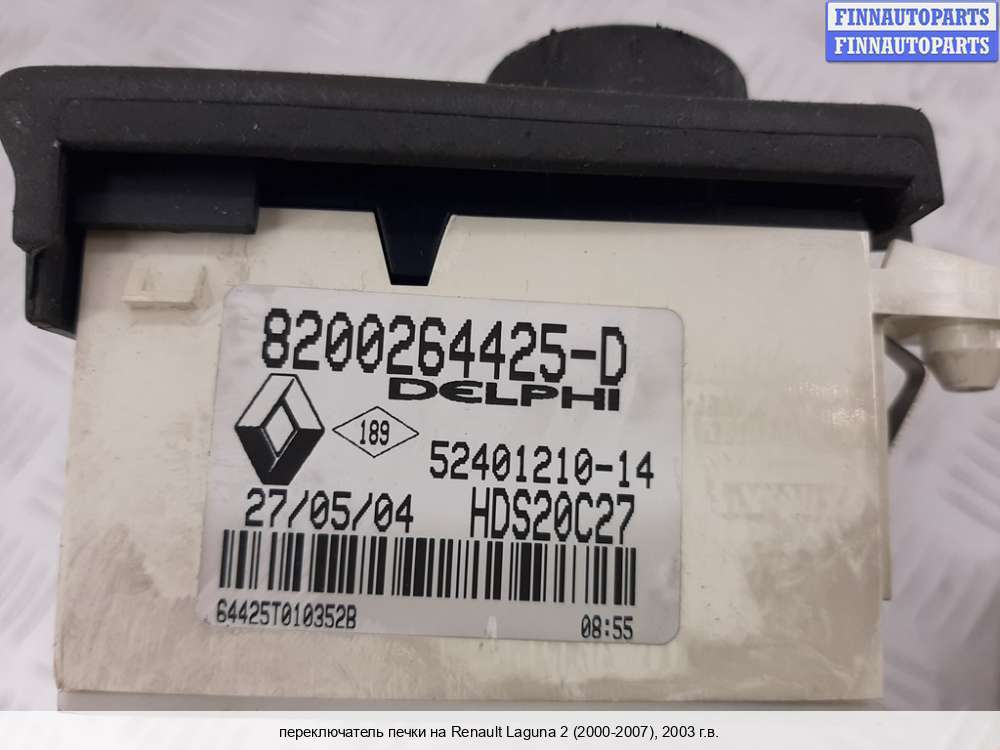 FINNAUTOPARTS
FINNAUTOPARTS
8200264425-D
DELPHI
189
52401210-14
27/05/04 HDS20C27
64425T010352B 08:55
переключатель печки на Renault Laguna 2 (2000-2007), 2003 г.в.